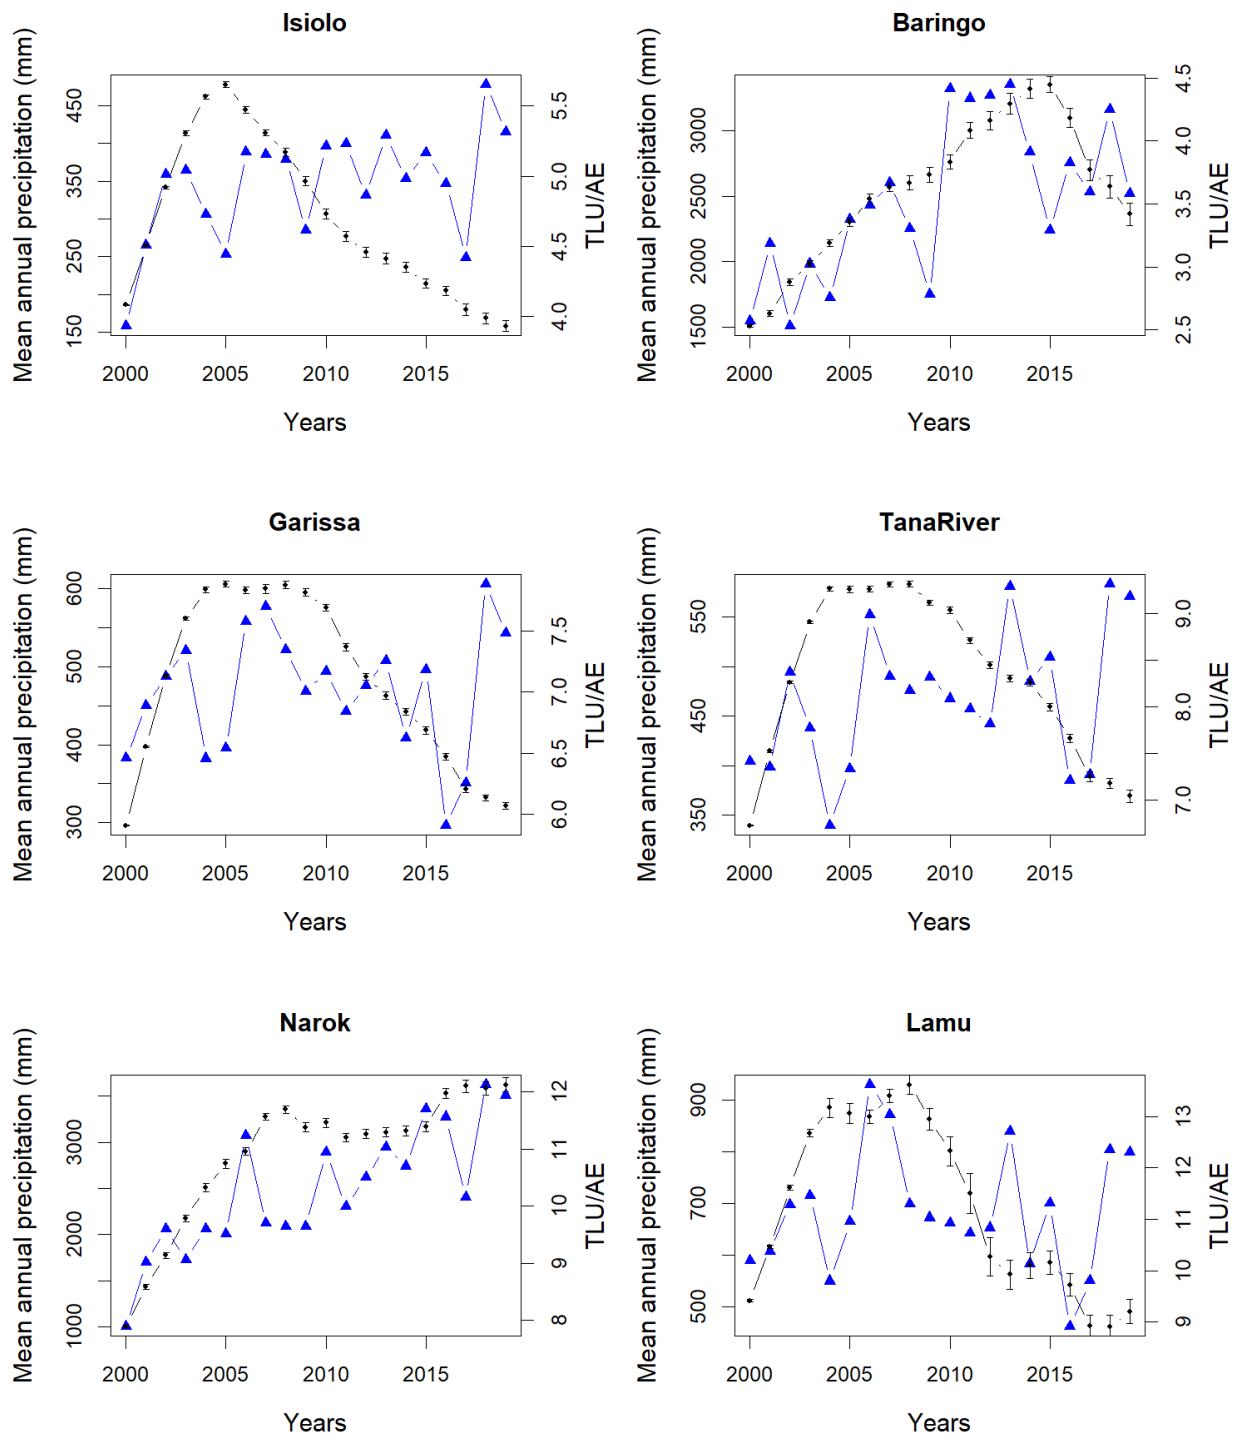 Isiolo
Mean annual precipitation (mm)
150
250
350
450
4.0
4.5
5.0
5.5
TLU/AE
2000
2005
2010
2015
Years
Baringo
Mean annual precipitation (mm)
1500
2000
2500
3000
2.5
3.0
3.5
4.0
4.5
TLU/AE
2000
2005
2010
2015
Years
Garissa
Mean annual precipitation (mm)
300
400
500
600
6.0
6.5
7.0
7.5
TLU/AE
2000
2005
2010
2015
Years
TanaRiver
Mean annual precipitation (mm)
350
450
550
7.0
8.0
9.0
TLU/AE
2000
2005
2010
2015
Years
Narok
Mean annual precipitation (mm)
1000
2000
3000
8
9
10
11
12
TLU/AE
2000
2005
2010
2015
Years
Lamu
Mean annual precipitation (mm)
500
700
900
9
10
11
12
13
TLU/AE
2000
2005
2010
2015
Years